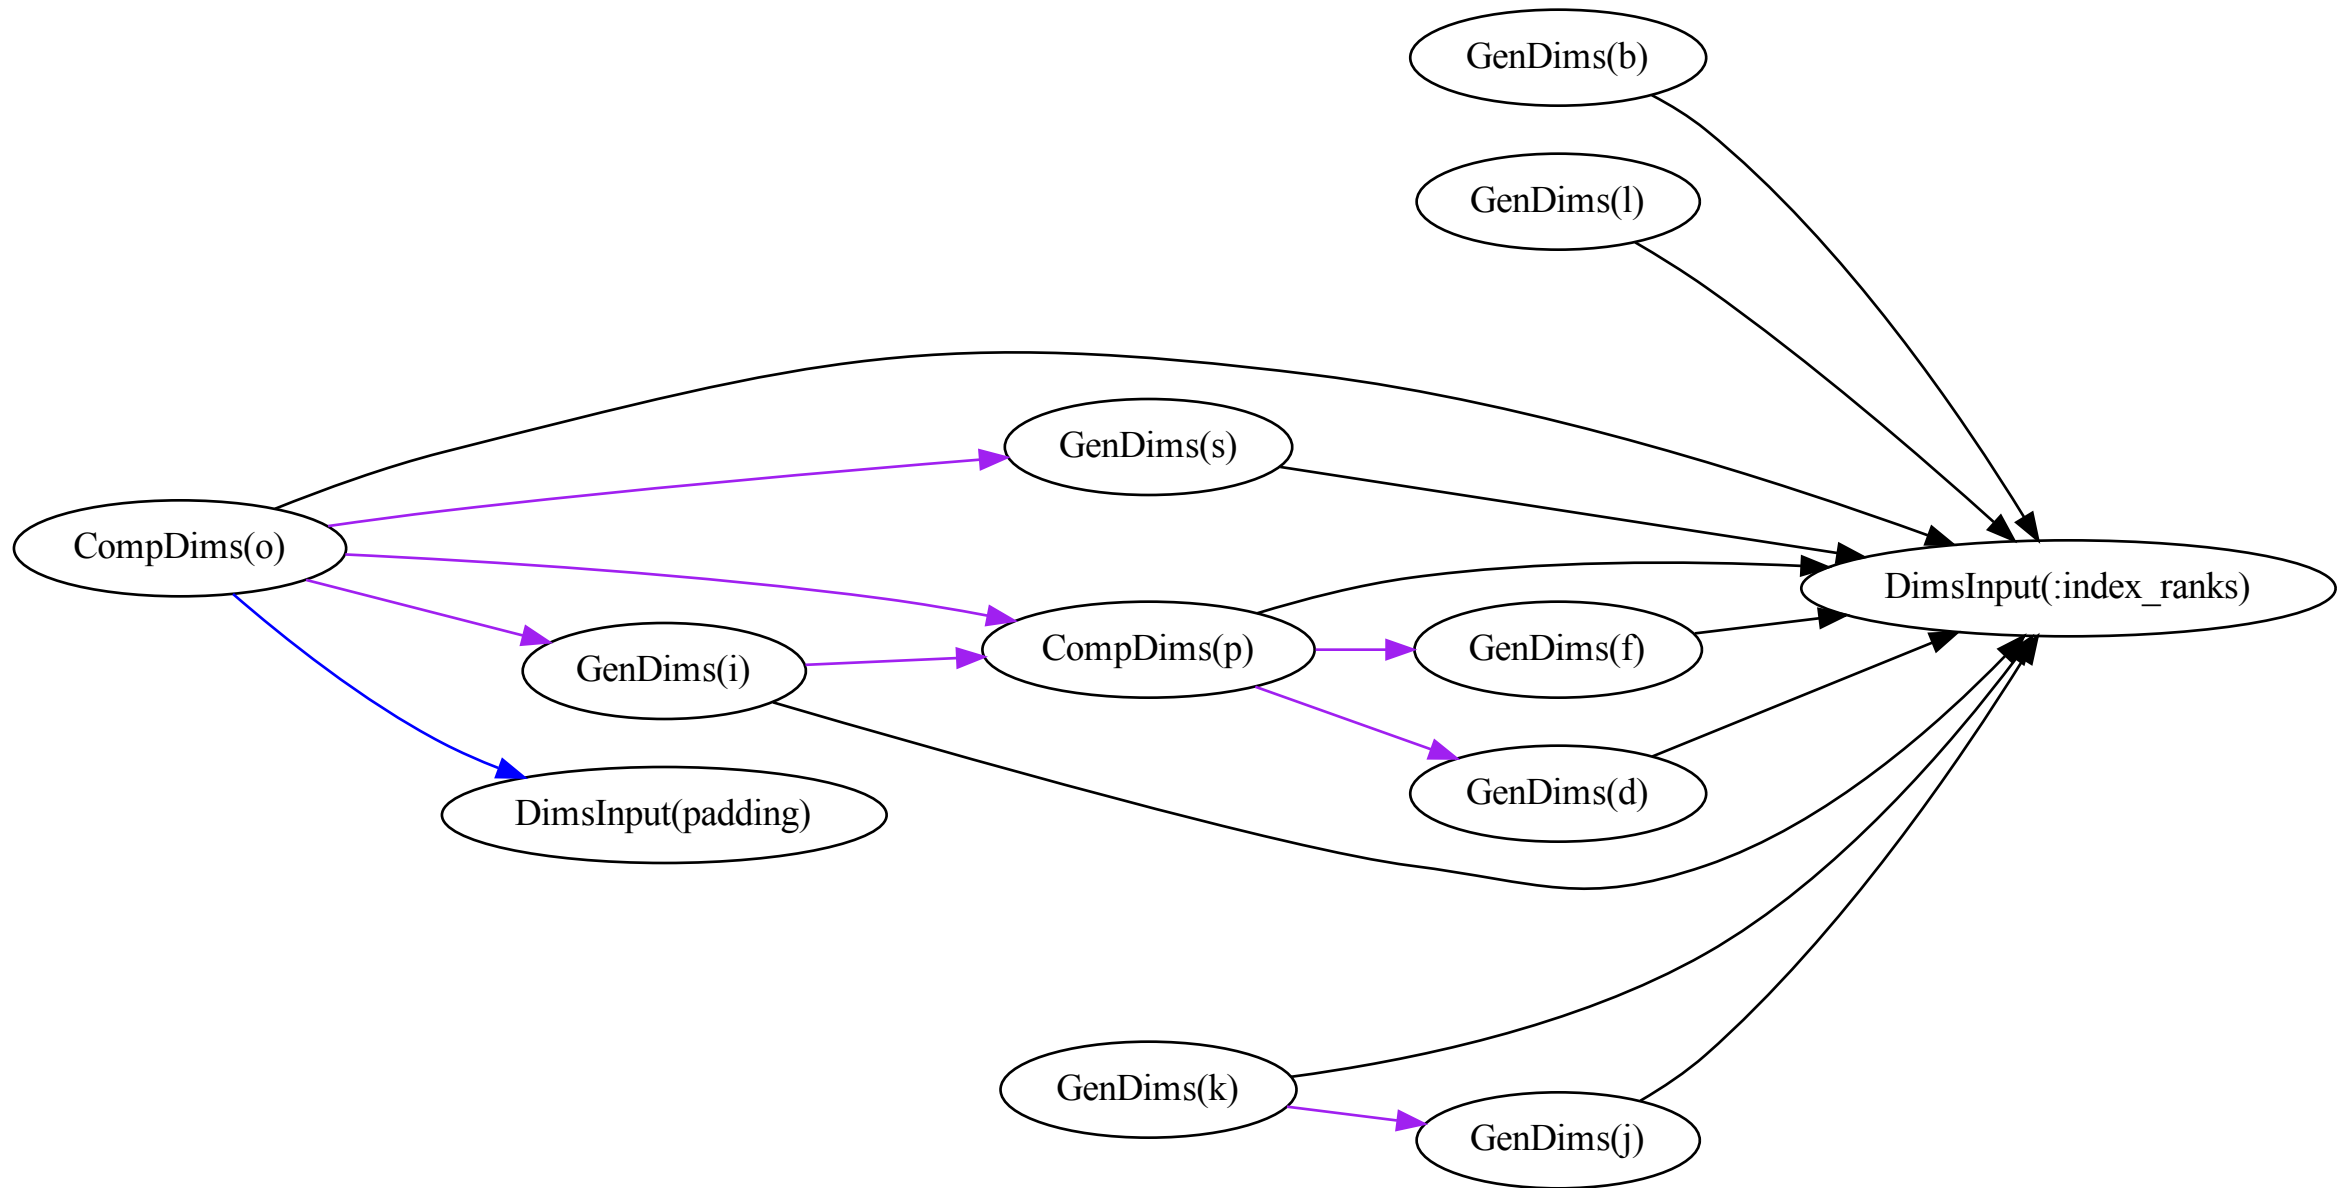 GenDims(b)
GenDims(l)
GenDims(s)
CompDims(o)
DimsInput(:index_ranks)
CompDims(p)
GenDims(f)
GenDims(i)
GenDims(d)
DimsInput(padding)
GenDims(k)
GenDims(j)